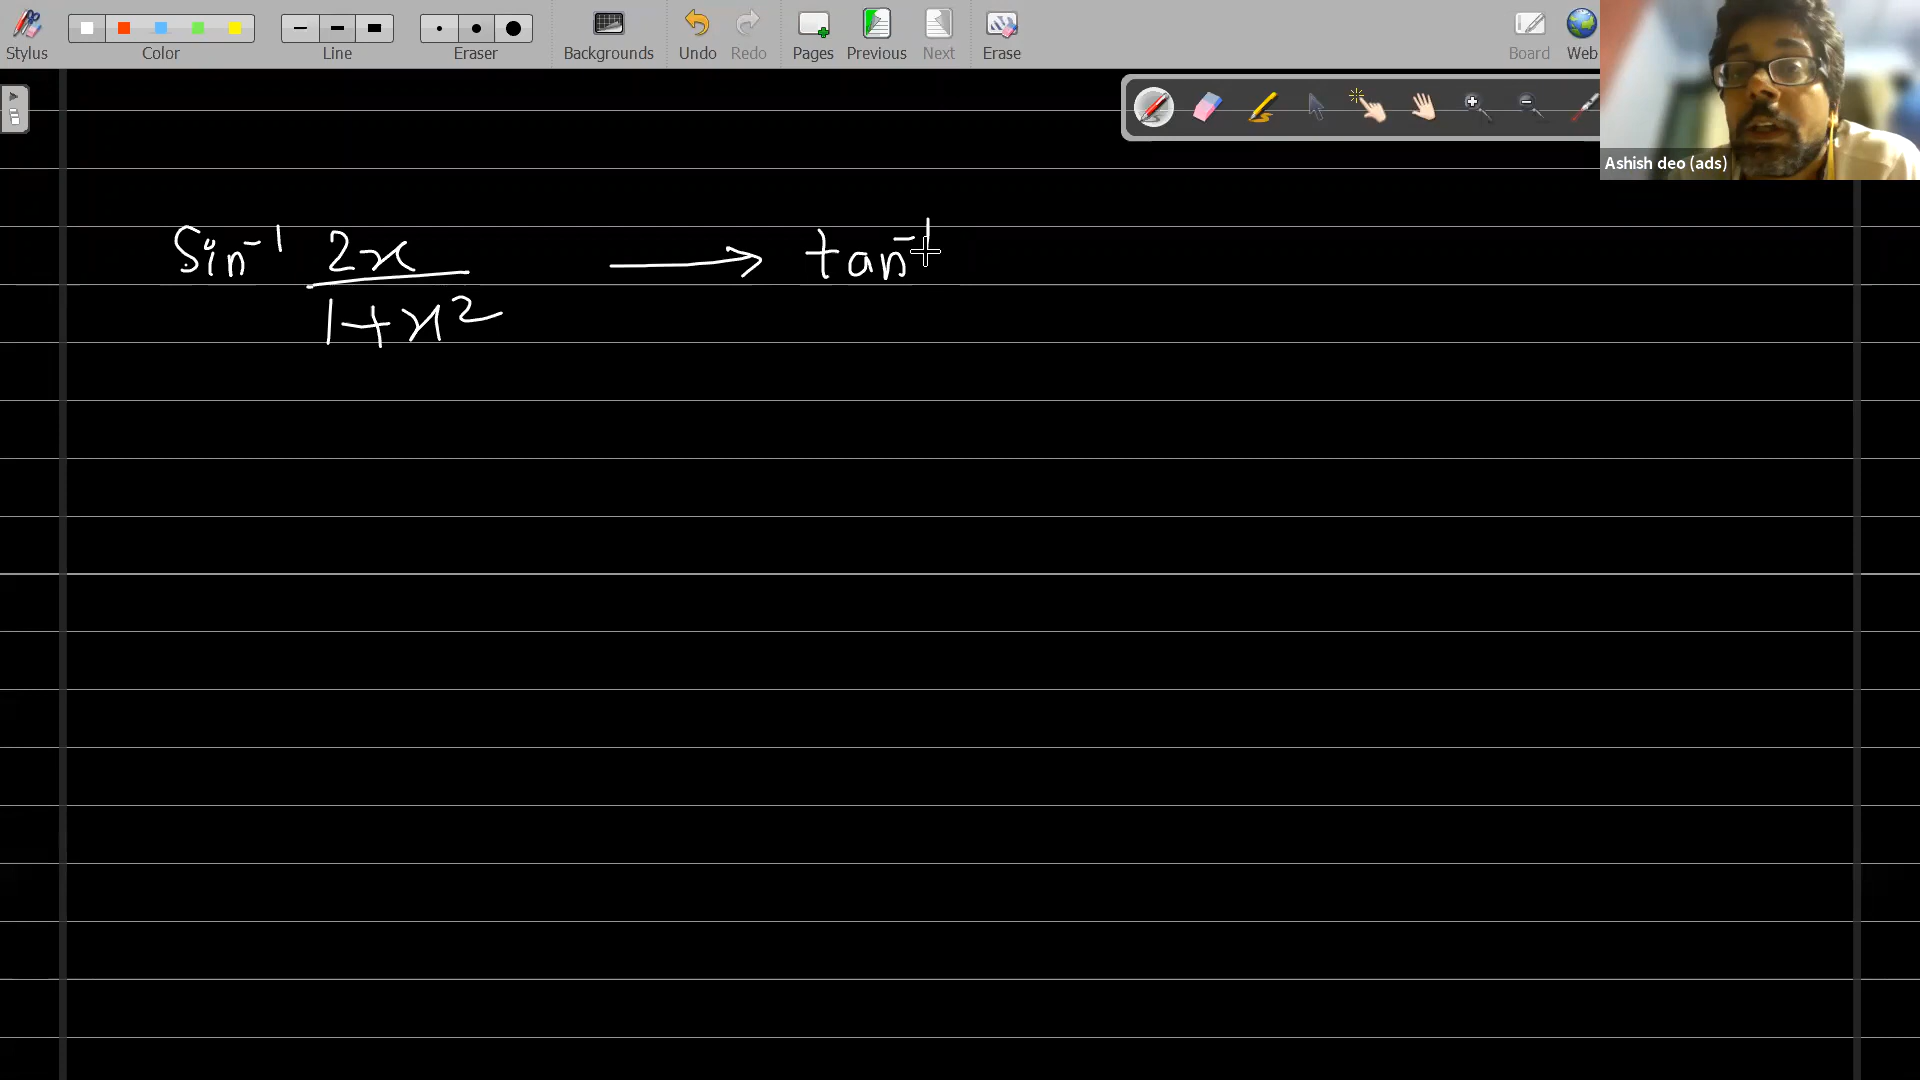 Stylus Color Line Eraser Backgrounds Undo Redo Pages Previous Next Erase Board Web
Ashish deo (ads)
Sin⁻¹ 2x/(1+x²) → tan⁻¹